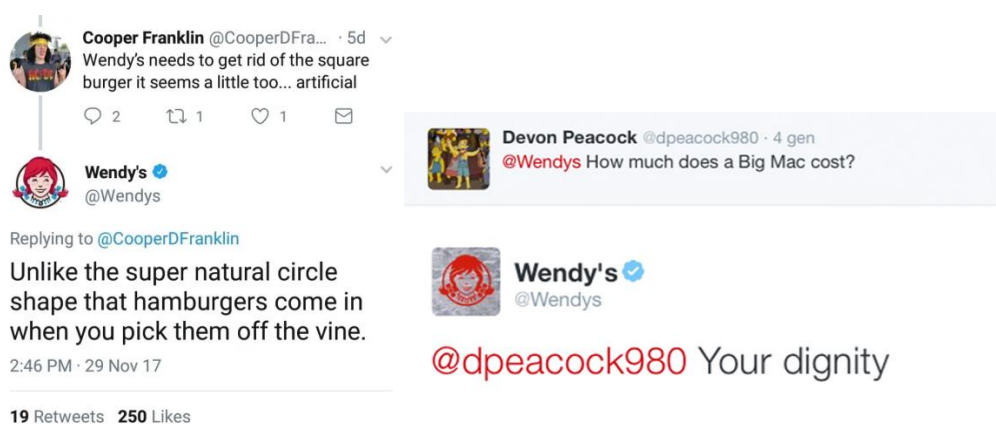 Cooper Franklin @CooperDFra... · 5d
Wendy's needs to get rid of the square
burger it seems a little too... artificial
2 1 1
Wendy's
@Wendys
Replying to @CooperDFranklin
Unlike the super natural circle
shape that hamburgers come in
when you pick them off the vine.
2:46 PM · 29 Nov 17
19 Retweets 250 Likes
Devon Peacock @dpeacock980 · 4 gen
@Wendys How much does a Big Mac cost?
Wendy's
@Wendys
@dpeacock980 Your dignity